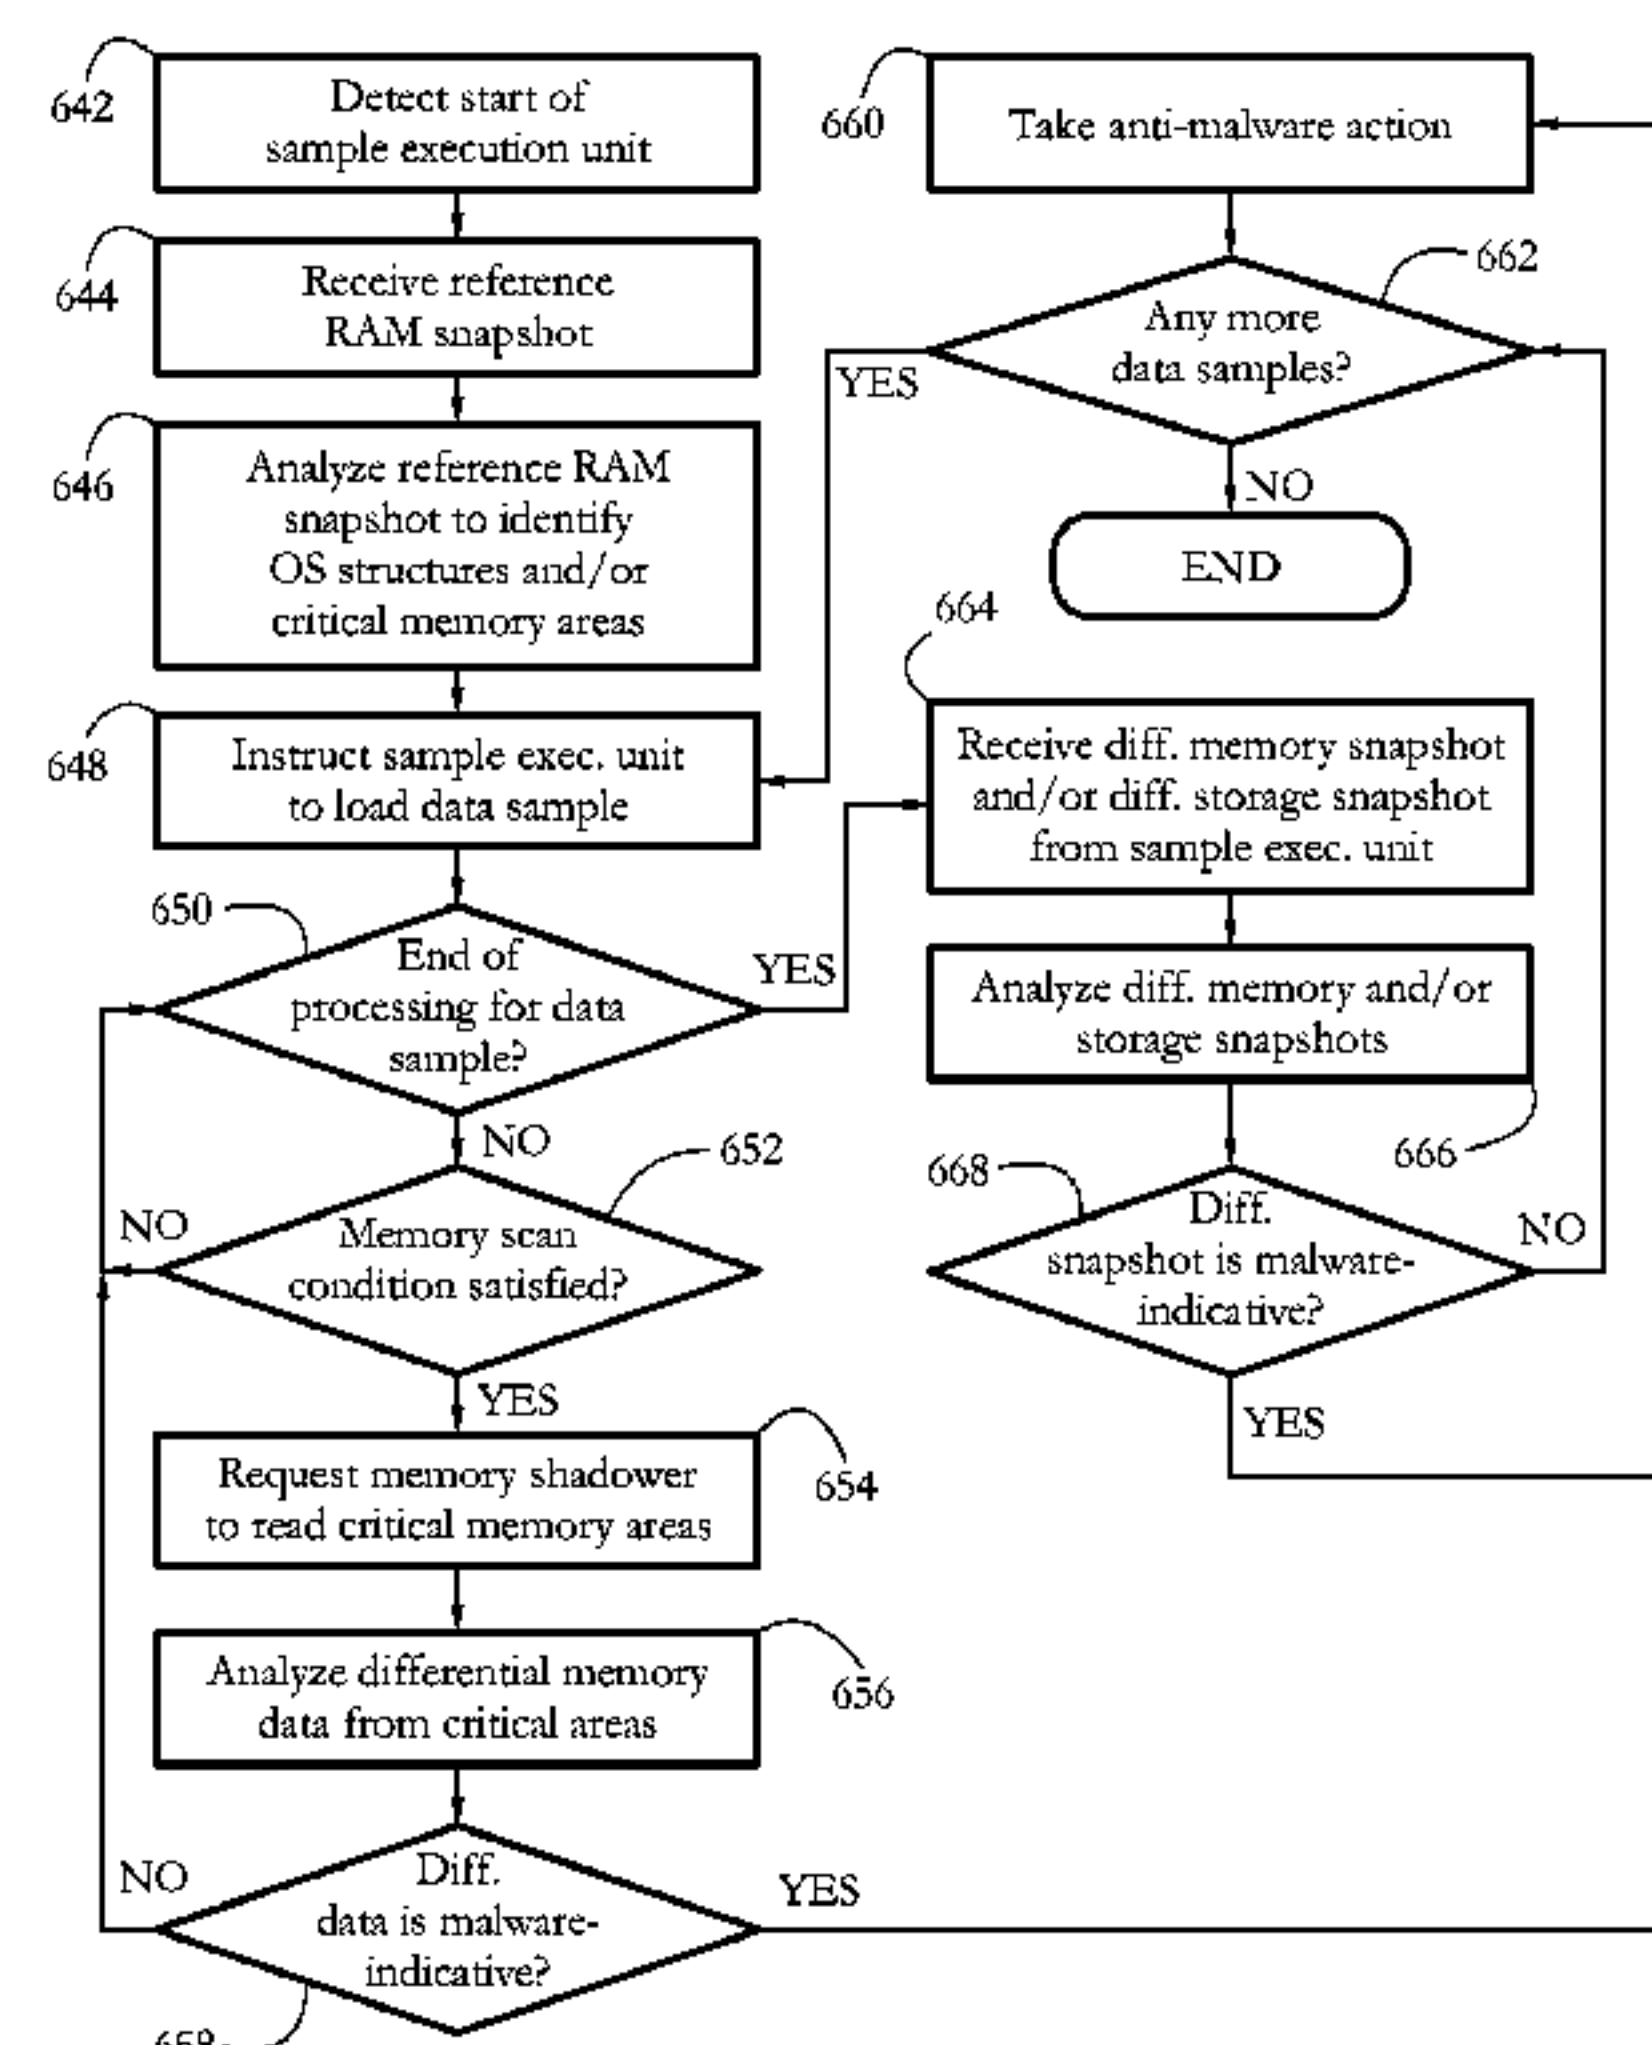 642
Detect start of
sample execution unit
644
Receive reference
RAM snapshot
646
Analyze reference RAM
snapshot to identify
OS structures and/or
critical memory areas
648
Instruct sample exec. unit
to load data sample
650
End of
processing for data
sample?
YES
NO
652
Memory scan
condition satisfied?
NO
YES
654
Request memory shadower
to read critical memory areas
656
Analyze differential memory
data from critical areas
Diff.
data is malware-
indicative?
NO
YES
660
Take anti-malware action
662
Any more
data samples?
YES
NO
END
664
Receive diff. memory snapshot
and/or diff. storage snapshot
from sample exec. unit
Analyze diff. memory and/or
storage snapshots
666
668
Diff.
snapshot is malware-
indicative?
NO
YES